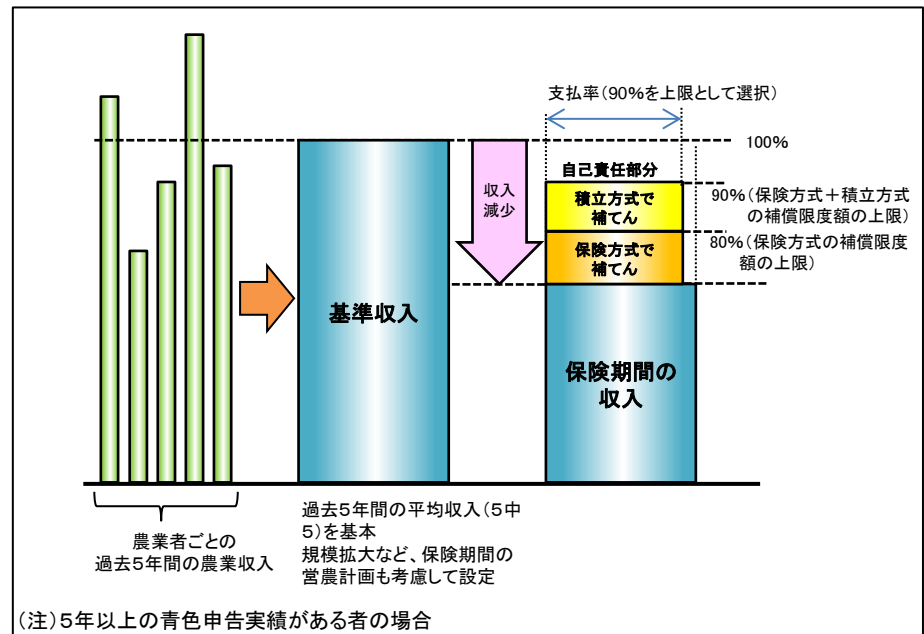 支払率(90%を上限として選択)
100%
自己責任部分
収入
減少
積立方式で
補てん
90%(保険方式+積立方式
の補償限度額の上限)
保険方式で
補てん
80%(保険方式の補償限度
額の上限)
基準収入
保険期間の
収入
農業者ごとの
過去5年間の農業収入
過去5年間の平均収入(5中
5)を基本
規模拡大など、保険期間の
営農計画も考慮して設定
(注)5年以上の青色申告実績がある者の場合